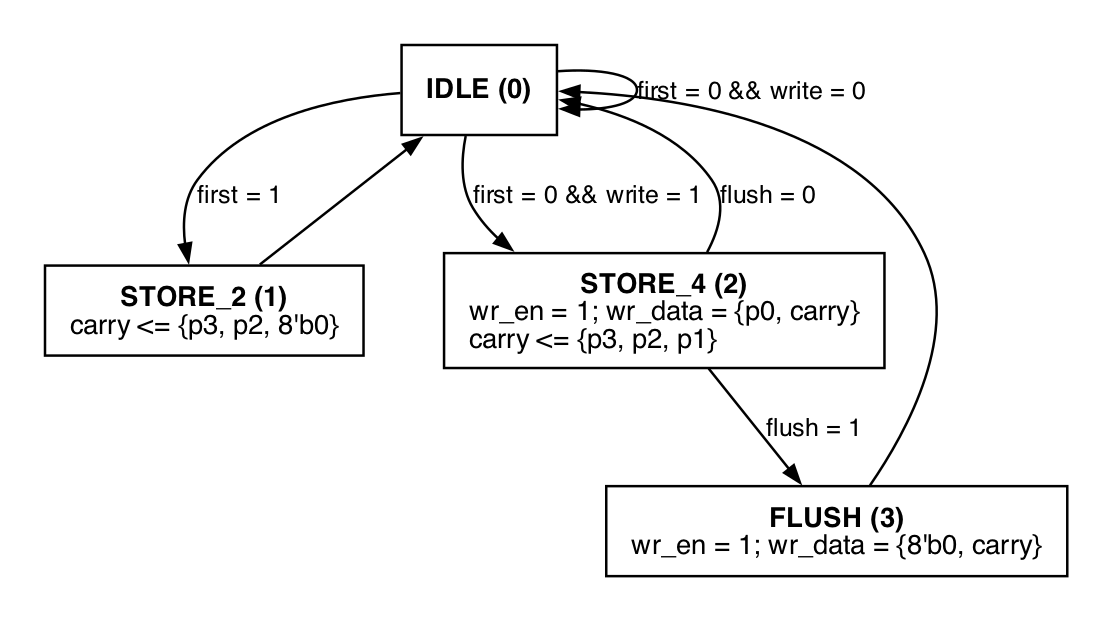 IDLE (0)
first = 0 && write = 0
first = 1
first = 0 && write = 1
flush = 0
STORE_2 (1)
carry <= {p3, p2, 8'b0}
STORE_4 (2)
wr_en = 1; wr_data = {p0, carry}
carry <= {p3, p2, p1}
flush = 1
FLUSH (3)
wr_en = 1; wr_data = {8'b0, carry}